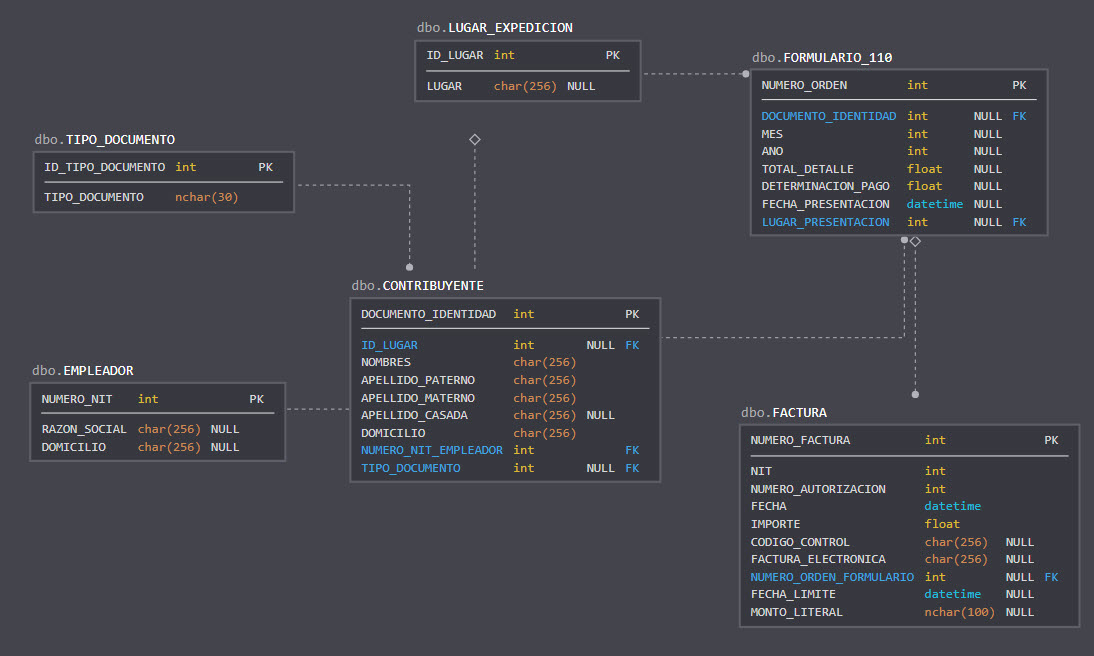 dbo.LUGAR_EXPEDICION
ID_LUGAR int PK
LUGAR char(256) NULL
dbo.FORMULARIO_110
NUMERO_ORDEN int PK
DOCUMENTO_IDENTIDAD int NULL FK
MES int NULL
ANO int NULL
TOTAL_DETALLE float NULL
DETERMINACION_PAGO float NULL
FECHA_PRESENTACION datetime NULL
LUGAR_PRESENTACION int NULL FK
dbo.TIPO_DOCUMENTO
ID_TIPO_DOCUMENTO int PK
TIPO_DOCUMENTO nchar(30)
dbo.CONTRIBUYENTE
DOCUMENTO_IDENTIDAD int PK
ID_LUGAR int NULL FK
NOMBRES char(256)
APELLIDO_PATERNO char(256)
APELLIDO_MATERNO char(256)
APELLIDO_CASADA char(256) NULL
DOMICILIO char(256)
NUMERO_NIT_EMPLEADOR int FK
TIPO_DOCUMENTO int NULL FK
dbo.EMPLEADOR
NUMERO_NIT int PK
RAZON_SOCIAL char(256) NULL
DOMICILIO char(256) NULL
dbo.FACTURA
NUMERO_FACTURA int PK
NIT int
NUMERO_AUTORIZACION int
FECHA datetime
IMPORTE float
CODIGO_CONTROL char(256) NULL
FACTURA_ELECTRONICA char(256) NULL
NUMERO_ORDEN_FORMULARIO int NULL FK
FECHA_LIMITE datetime NULL
MONTO_LITERAL nchar(100) NULL